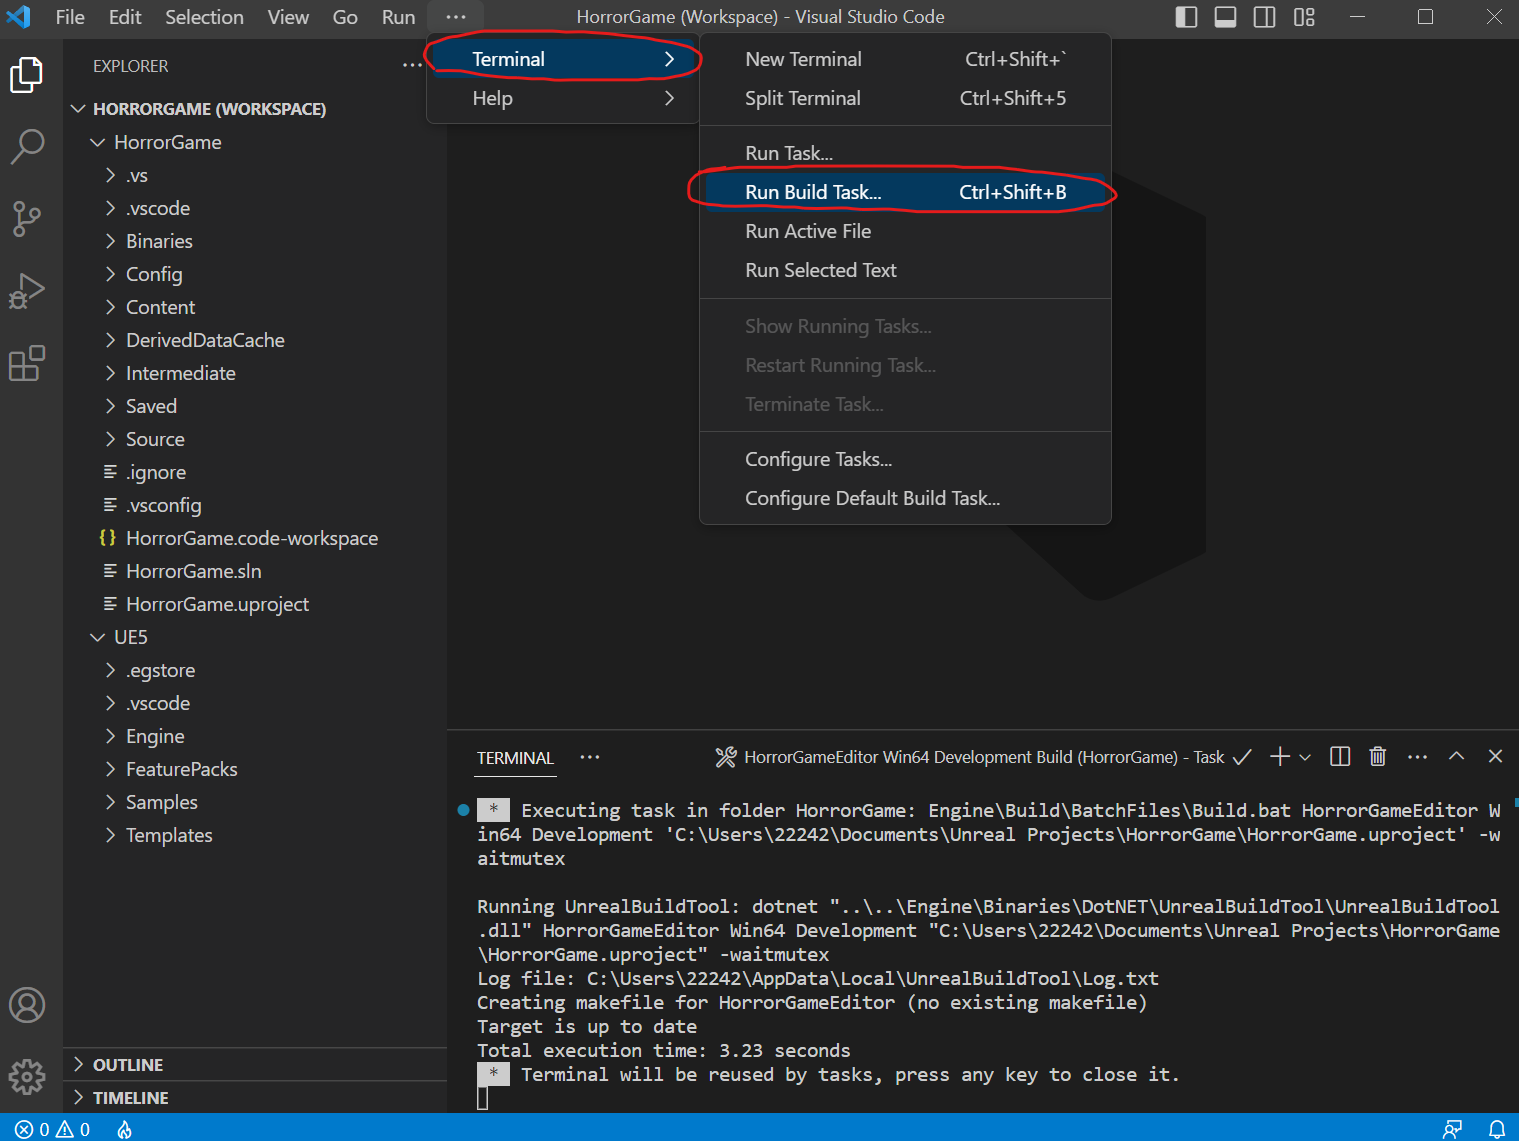 File Edit Selection View Go Run ··· HorrorGame (Workspace) - Visual Studio Code
EXPLORER ···
HORRORGAME (WORKSPACE)
HorrorGame
.vs
.vscode
Binaries
Config
Content
DerivedDataCache
Intermediate
Saved
Source
.ignore
.vsconfig
{} HorrorGame.code-workspace
HorrorGame.sln
HorrorGame.uproject
UE5
.egstore
.vscode
Engine
FeaturePacks
Samples
Templates
OUTLINE
TIMELINE
Terminal
Help
New Terminal Ctrl+Shift+`
Split Terminal Ctrl+Shift+5
Run Task...
Run Build Task... Ctrl+Shift+B
Run Active File
Run Selected Text
Show Running Tasks...
Restart Running Task...
Terminate Task...
Configure Tasks...
Configure Default Build Task...
TERMINAL ··· HorrorGameEditor Win64 Development Build (HorrorGame) - Task ···
* Executing task in folder HorrorGame: Engine\Build\BatchFiles\Build.bat HorrorGameEditor W
in64 Development 'C:\Users\22242\Documents\Unreal Projects\HorrorGame\HorrorGame.uproject' -w
aitmutex
Running UnrealBuildTool: dotnet "..\..\Engine\Binaries\DotNET\UnrealBuildTool\UnrealBuildTool
.dll" HorrorGameEditor Win64 Development "C:\Users\22242\Documents\Unreal Projects\HorrorGame
\HorrorGame.uproject" -waitmutex
Log file: C:\Users\22242\AppData\Local\UnrealBuildTool\Log.txt
Creating makefile for HorrorGameEditor (no existing makefile)
Target is up to date
Total execution time: 3.23 seconds
* Terminal will be reused by tasks, press any key to close it.
0 0